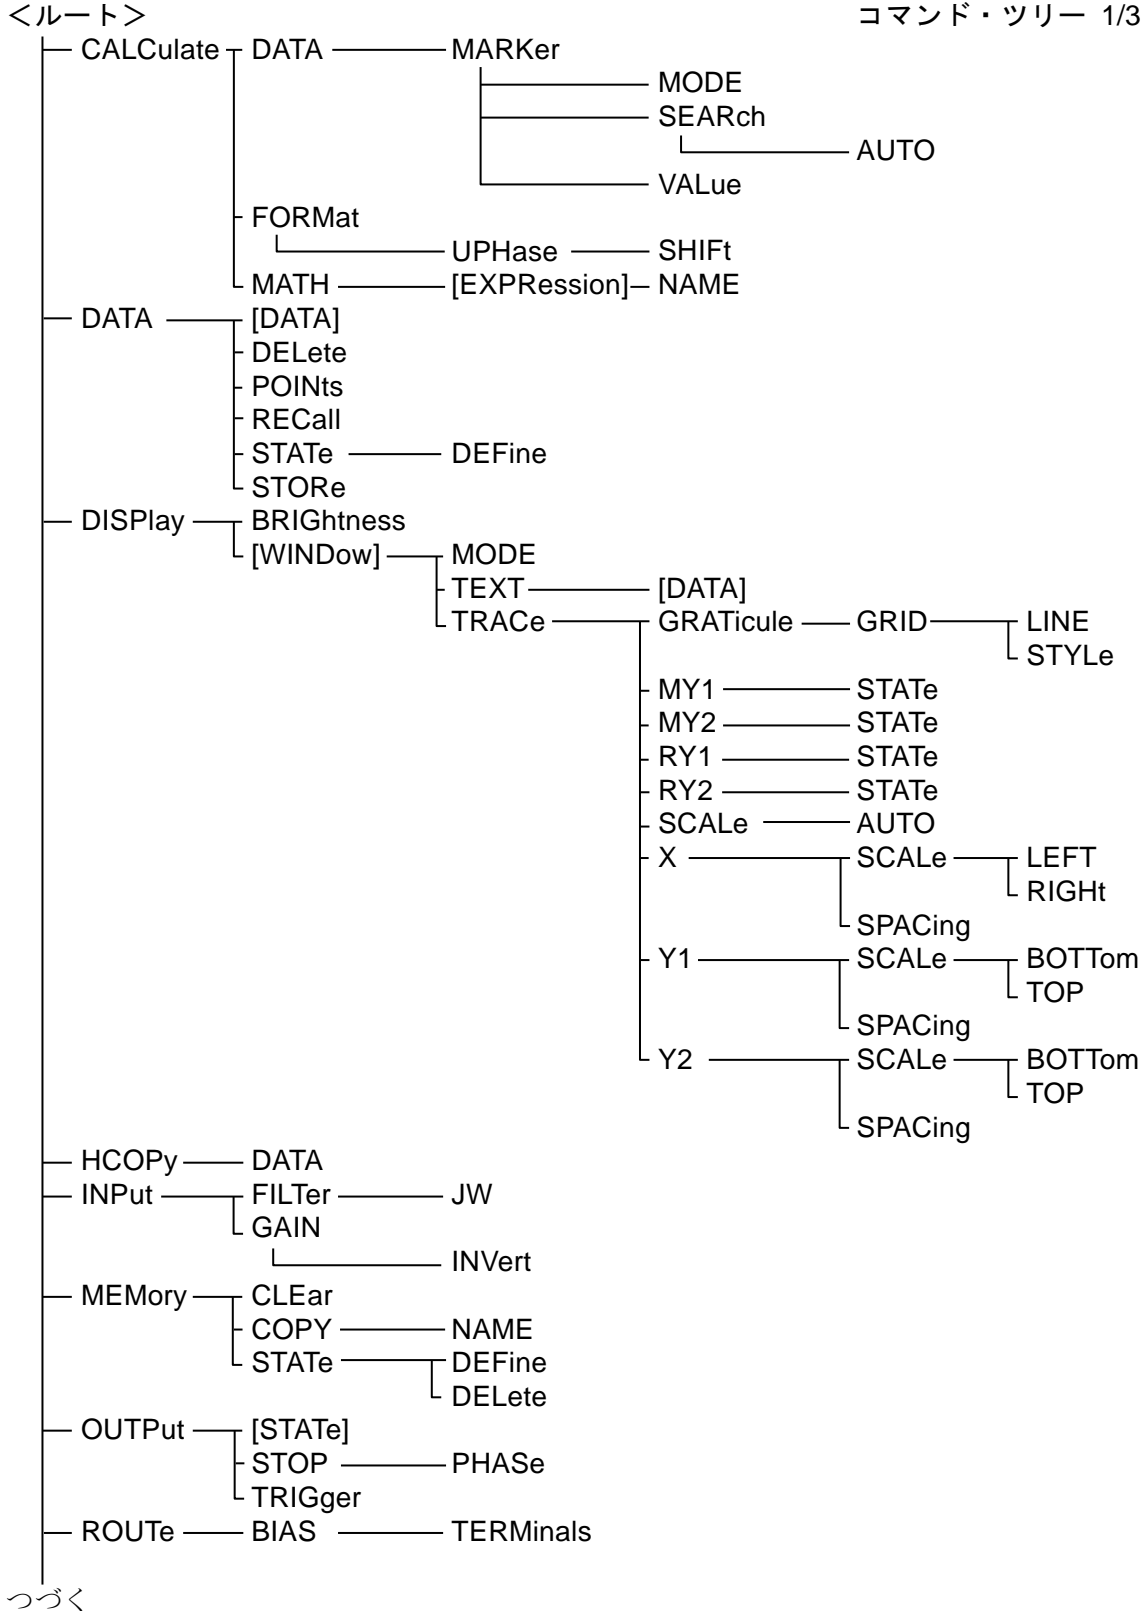 ＜ルート＞ コマンド・ツリー 1/3
CALCulate DATA MARKer
MODE
SEARch
AUTO
VALue
FORMat
UPHase SHIFt
MATH [EXPRession] NAME
DATA [DATA]
DELete
POINts
RECall
STATe DEFine
STORe
DISPlay BRIGhtness
[WINDow] MODE
TEXT [DATA]
TRACe GRATicule GRID LINE
STYLe
MY1 STATe
MY2 STATe
RY1 STATe
RY2 STATe
SCALe AUTO
X SCALe LEFT
RIGHt
SPACing
Y1 SCALe BOTTom
TOP
SPACing
Y2 SCALe BOTTom
TOP
SPACing
HCOPy DATA
INPut FILTer JW
GAIN
INVert
MEMory CLEar
COPY NAME
STATe DEFine
DELete
OUTPut [STATe]
STOP PHASe
TRIGger
ROUTe BIAS TERMinals
つづく